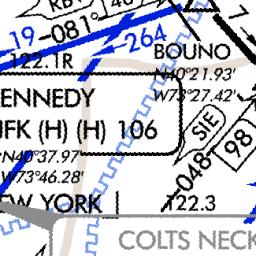 19-081°
264
122.1R
BOUNO
N40°21.93'
W73°27.42'
ENNEDY
JFK (H) (H) 106
N40°37.97'
W73°46.28'
SIE
98
048
EW YORK
122.3
COLTS NECK